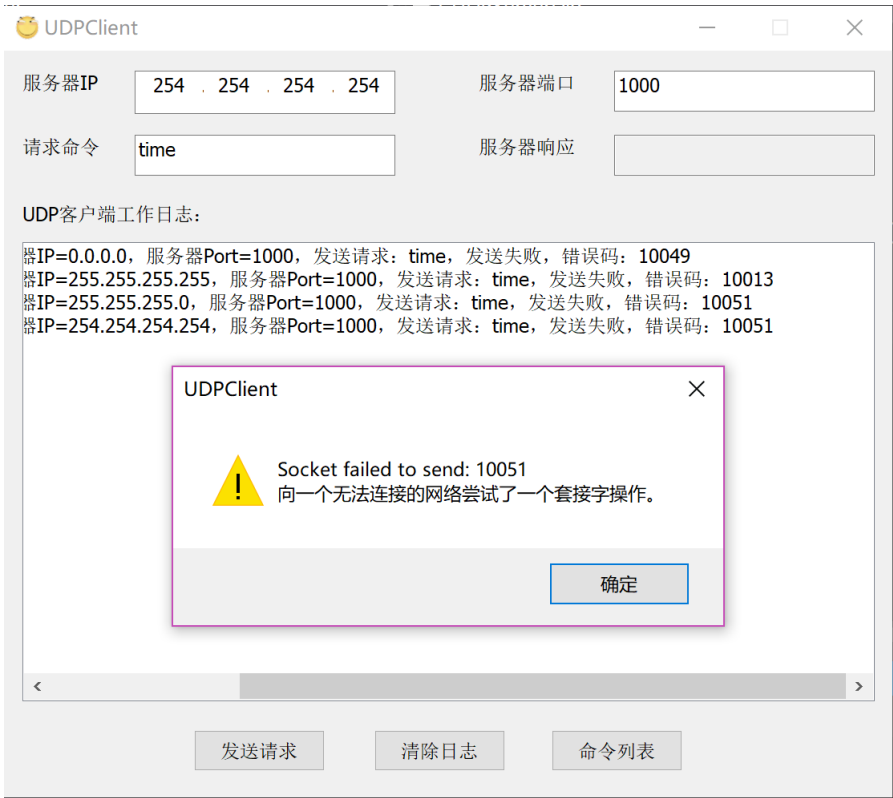 UDPClient
服务器IP 254 . 254 . 254 . 254 服务器端口 1000
请求命令 time 服务器响应
UDP客户端工作日志：
器IP=0.0.0.0，服务器Port=1000，发送请求：time，发送失败，错误码：10049
器IP=255.255.255.255，服务器Port=1000，发送请求：time，发送失败，错误码：10013
器IP=255.255.255.0，服务器Port=1000，发送请求：time，发送失败，错误码：10051
器IP=254.254.254.254，服务器Port=1000，发送请求：time，发送失败，错误码：10051
UDPClient
Socket failed to send: 10051
向一个无法连接的网络尝试了一个套接字操作。
确定
发送请求 清除日志 命令列表